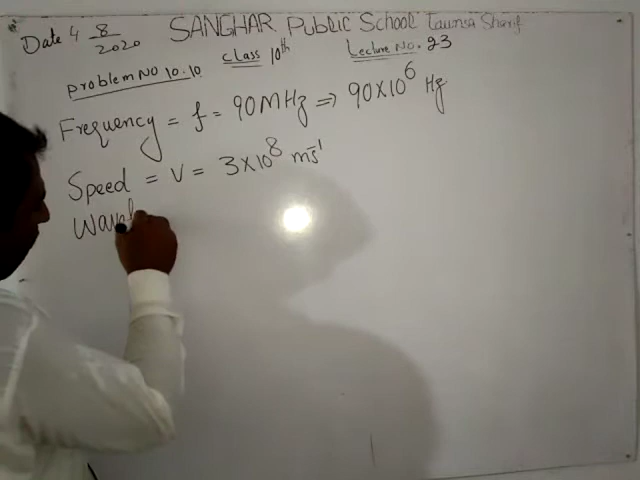 Date 4 8/2020 SANGHAR Public School Taunsa Sharif
Class 10th Lecture No. 23
Problem No 10.10
Frequency = f = 90MHz ⇒ 90×10⁶ Hz
Speed = v = 3×10⁸ ms⁻¹
Wavel